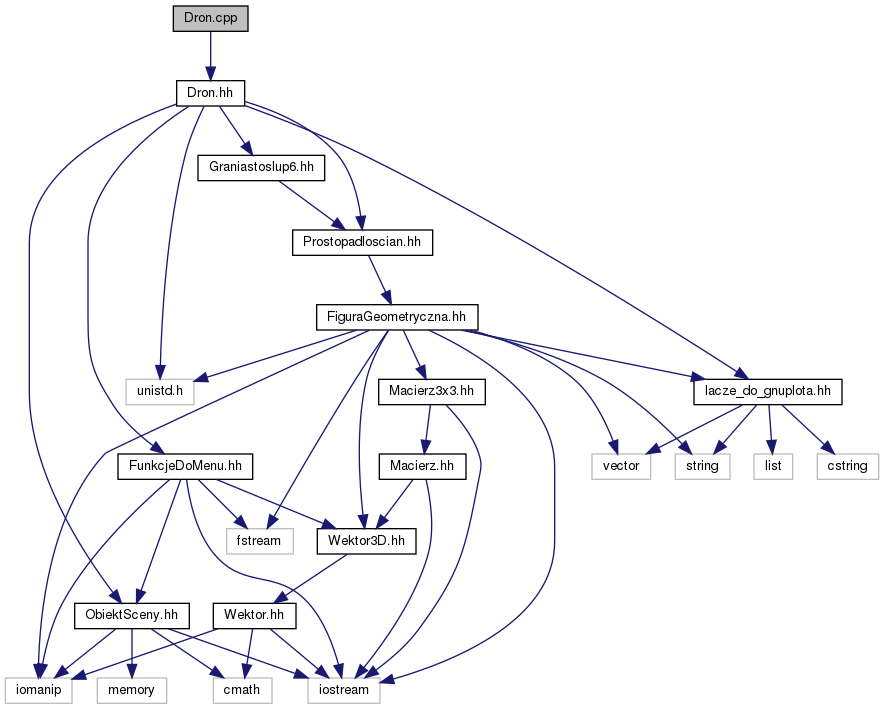 Dron.cpp
Dron.hh
Graniastoslup6.hh
Prostopadloscian.hh
FiguraGeometryczna.hh
unistd.h
Macierz3x3.hh
lacze_do_gnuplota.hh
FunkcjeDoMenu.hh
Macierz.hh
vector
string
list
cstring
fstream
Wektor3D.hh
ObiektSceny.hh
Wektor.hh
iomanip
memory
cmath
iostream